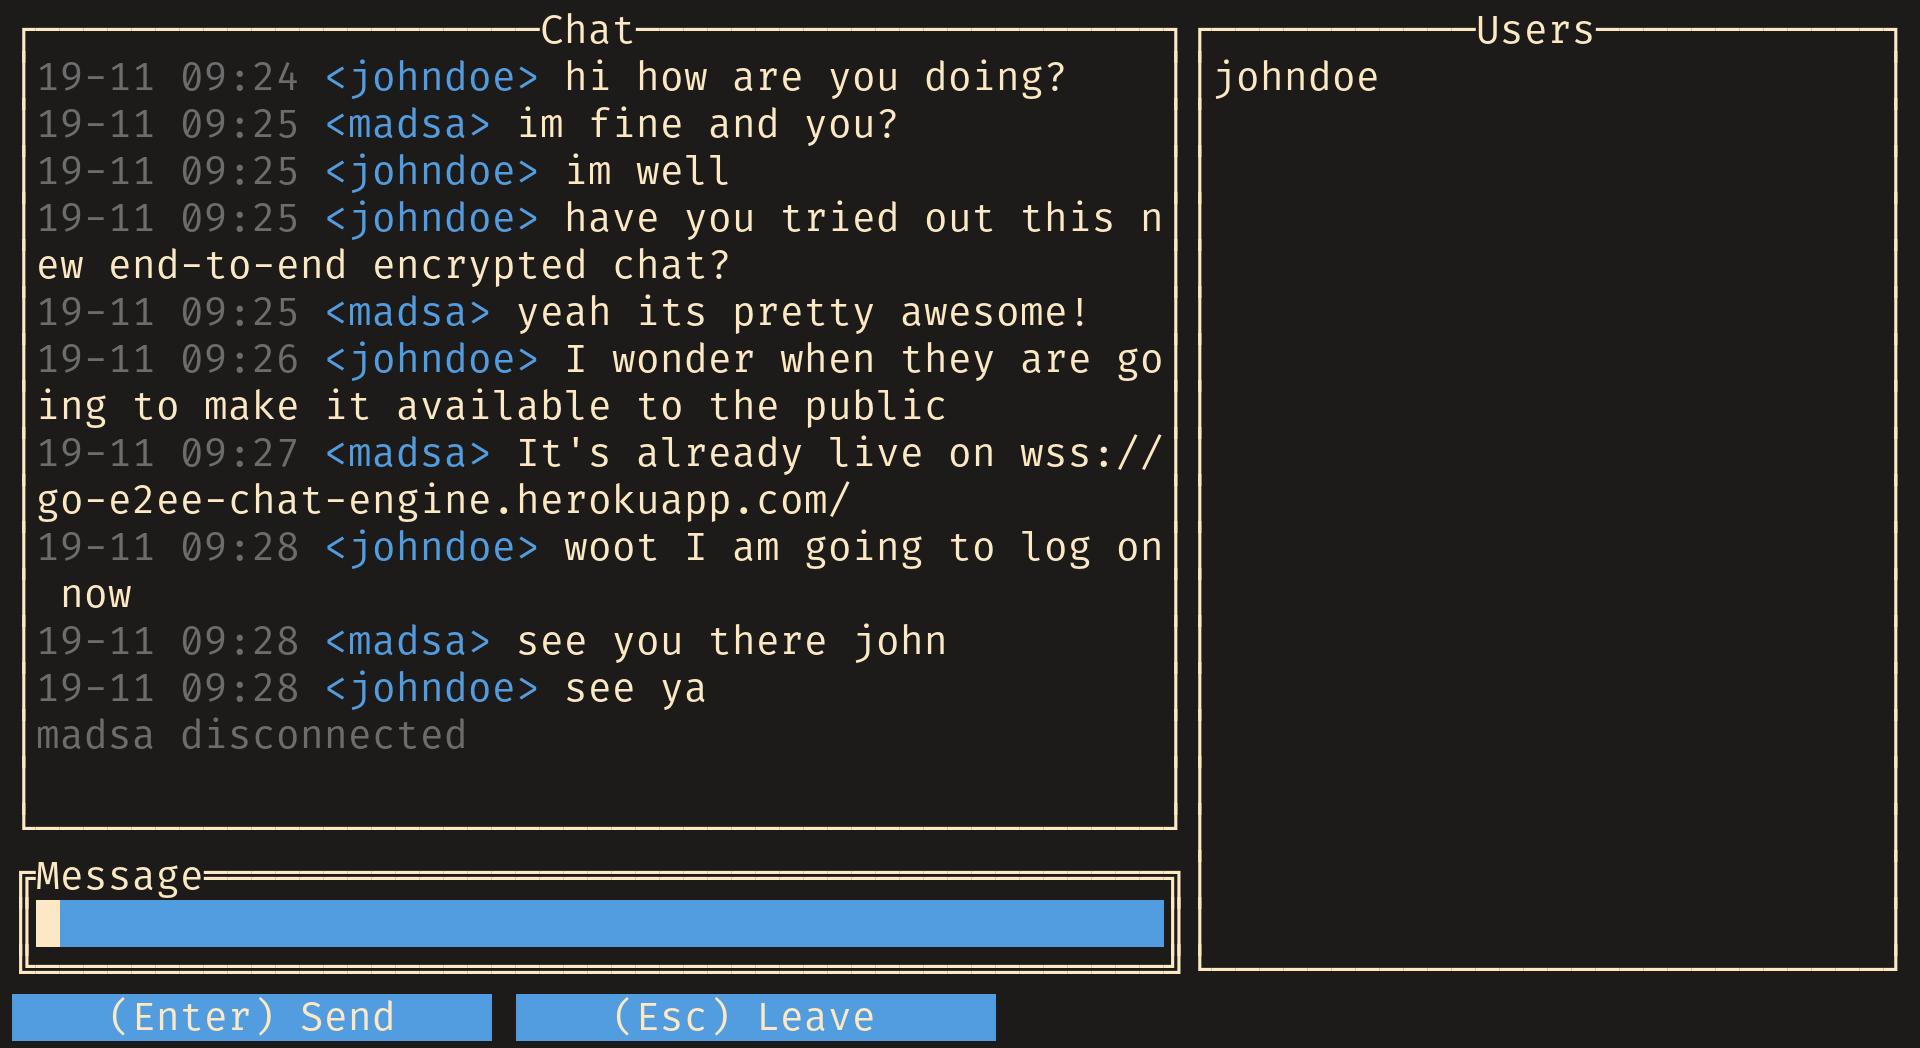 Chat
19-11 09:24 <johndoe> hi how are you doing?
19-11 09:25 <madsa> im fine and you?
19-11 09:25 <johndoe> im well
19-11 09:25 <johndoe> have you tried out this n
ew end-to-end encrypted chat?
19-11 09:25 <madsa> yeah its pretty awesome!
19-11 09:26 <johndoe> I wonder when they are go
ing to make it available to the public
19-11 09:27 <madsa> It's already live on wss://
go-e2ee-chat-engine.herokuapp.com/
19-11 09:28 <johndoe> woot I am going to log on
 now
19-11 09:28 <madsa> see you there john
19-11 09:28 <johndoe> see ya
madsa disconnected
Users
johndoe
Message
(Enter) Send
(Esc) Leave